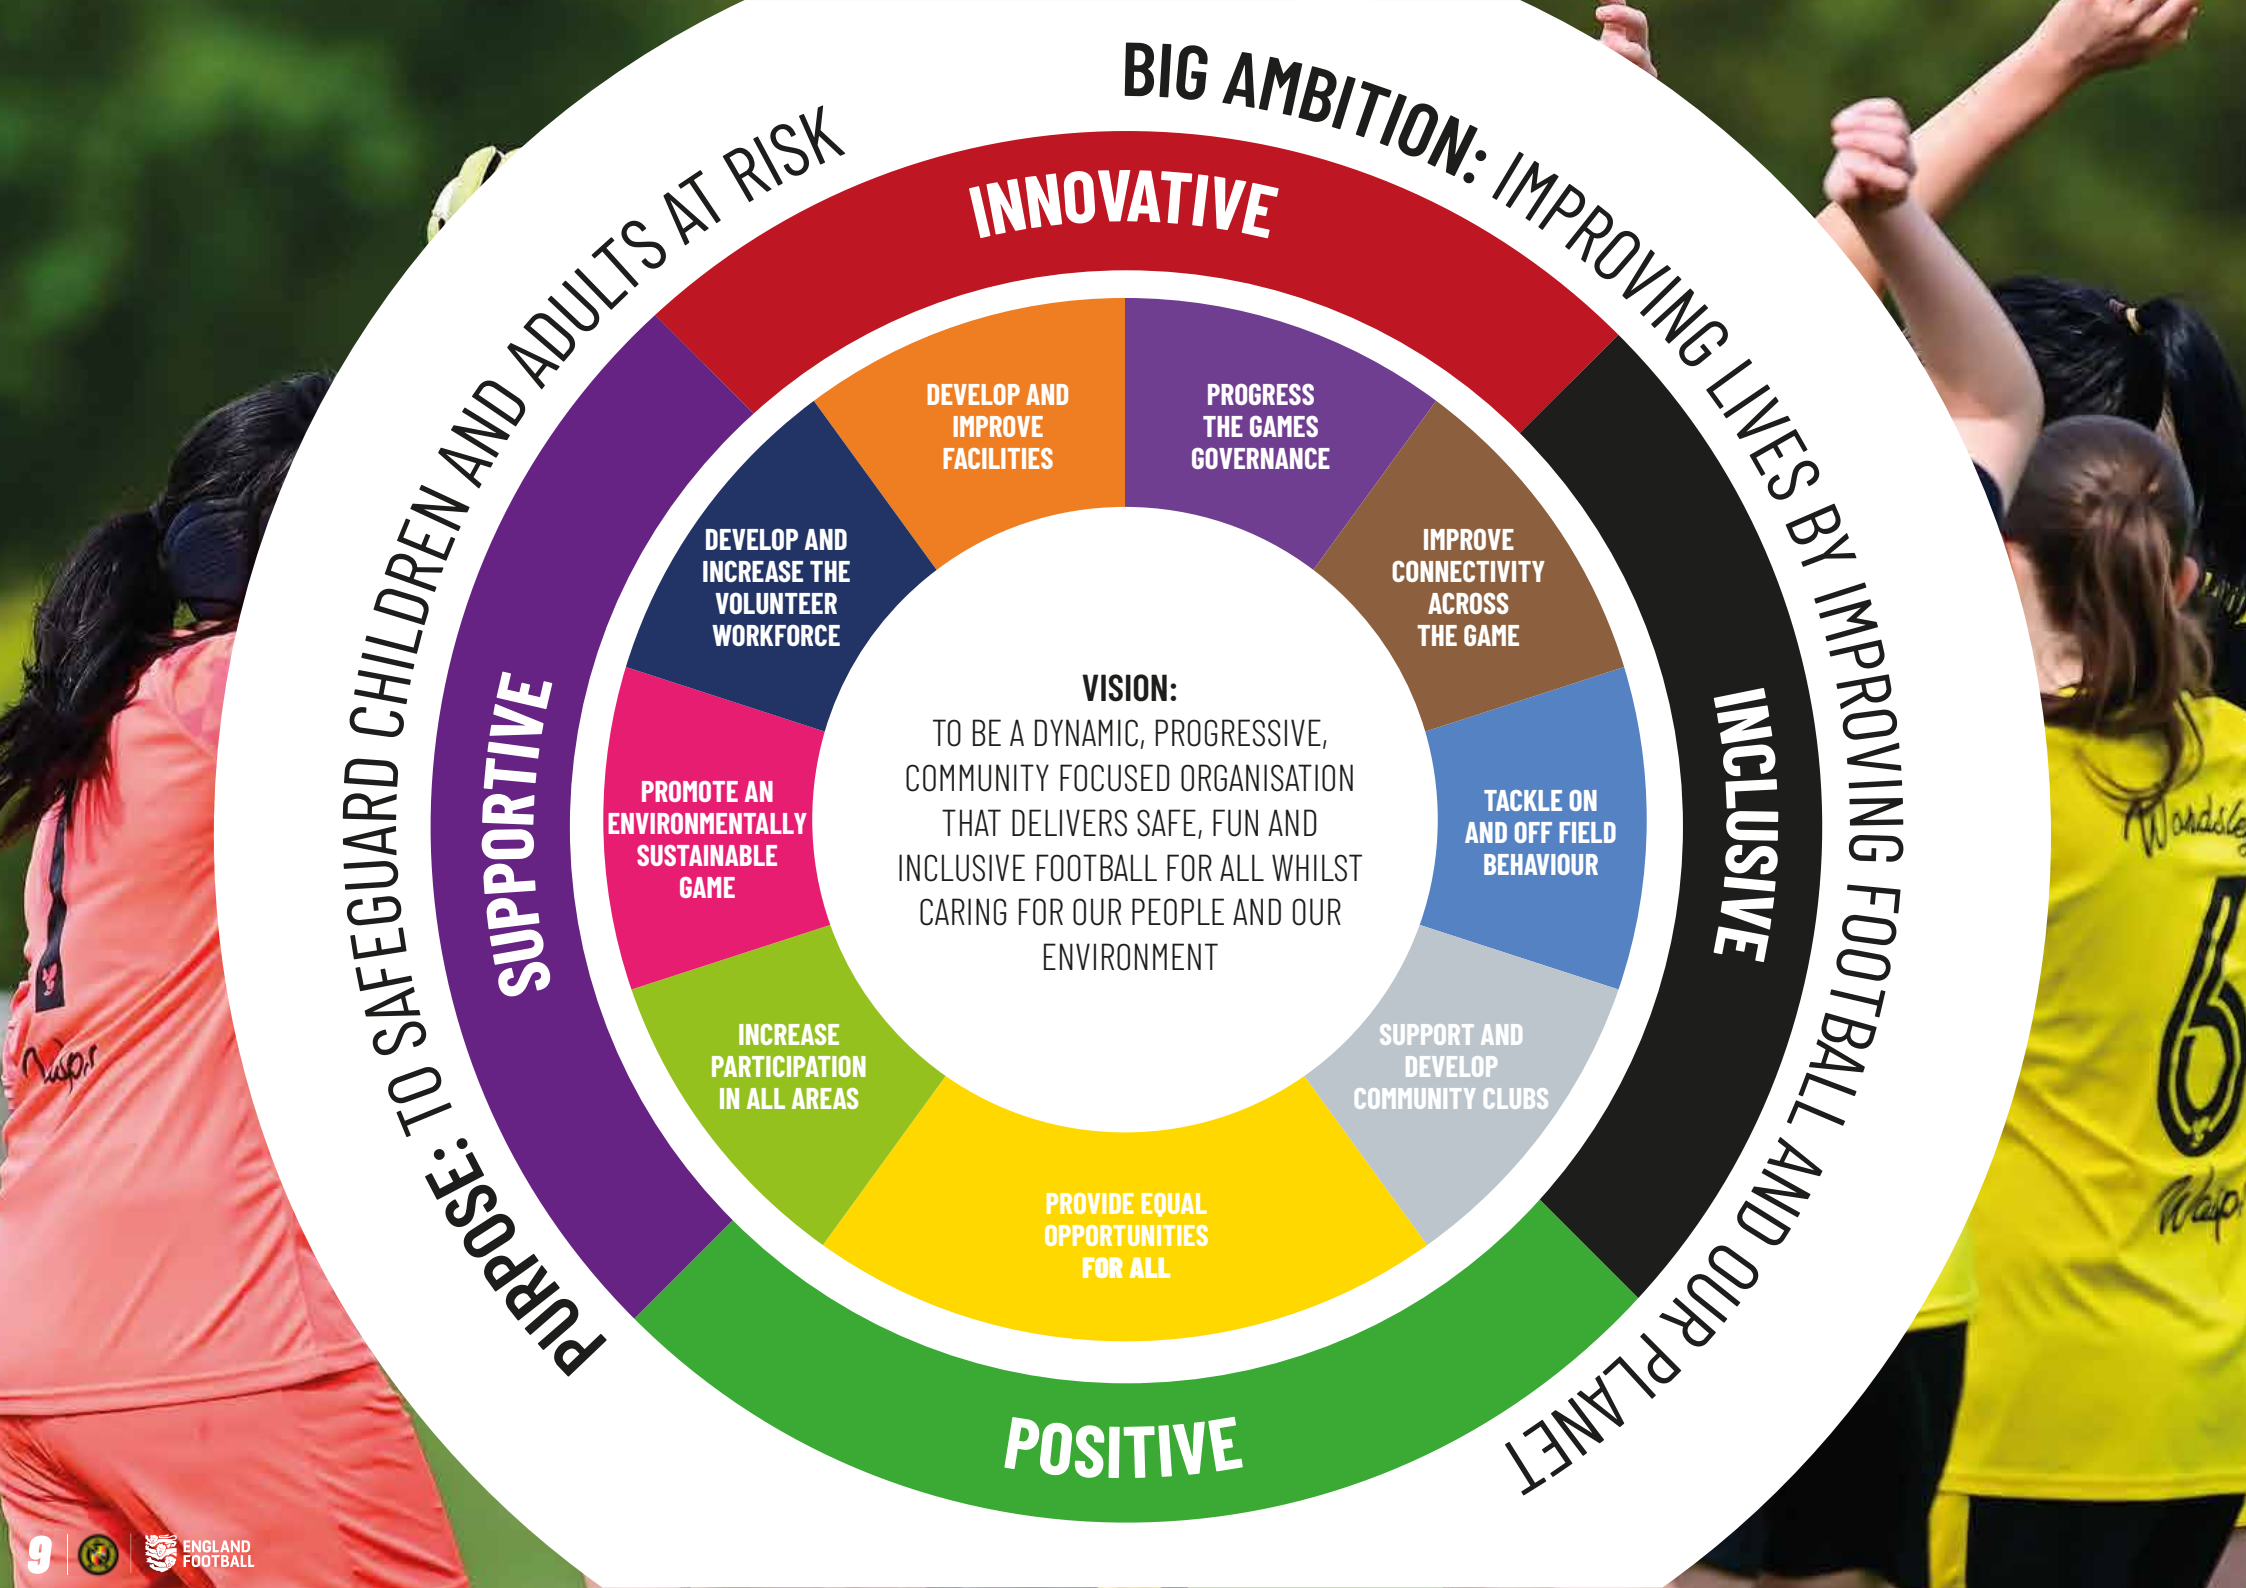 BIG AMBITION: IMPROVING LIVES BY IMPROVING FOOTBALL AND OUR PLANET
PURPOSE: TO SAFEGUARD CHILDREN AND ADULTS AT RISK
INNOVATIVE
INCLUSIVE
POSITIVE
SUPPORTIVE
DEVELOP AND
IMPROVE
FACILITIES
PROGRESS
THE GAMES
GOVERNANCE
IMPROVE
CONNECTIVITY
ACROSS
THE GAME
TACKLE ON
AND OFF FIELD
BEHAVIOUR
SUPPORT AND
DEVELOP
COMMUNITY CLUBS
PROVIDE EQUAL
OPPORTUNITIES
FOR ALL
INCREASE
PARTICIPATION
IN ALL AREAS
PROMOTE AN
ENVIRONMENTALLY
SUSTAINABLE
GAME
DEVELOP AND
INCREASE THE
VOLUNTEER
WORKFORCE
VISION:
TO BE A DYNAMIC, PROGRESSIVE,
COMMUNITY FOCUSED ORGANISATION
THAT DELIVERS SAFE, FUN AND
INCLUSIVE FOOTBALL FOR ALL WHILST
CARING FOR OUR PEOPLE AND OUR
ENVIRONMENT
6
9
ENGLAND
FOOTBALL